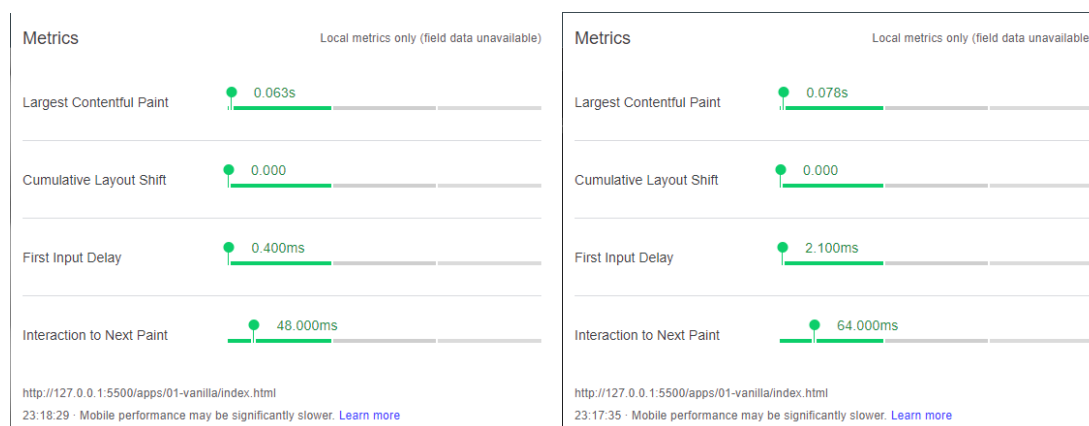 Metrics Local metrics only (field data unavailable)
Largest Contentful Paint 0.063s
Cumulative Layout Shift 0.000
First Input Delay 0.400ms
Interaction to Next Paint 48.000ms
http://127.0.0.1:5500/apps/01-vanilla/index.html
23:18:29 · Mobile performance may be significantly slower. Learn more
Metrics Local metrics only (field data unavailable
Largest Contentful Paint 0.078s
Cumulative Layout Shift 0.000
First Input Delay 2.100ms
Interaction to Next Paint 64.000ms
http://127.0.0.1:5500/apps/01-vanilla/index.html
23:17:35 · Mobile performance may be significantly slower. Learn more